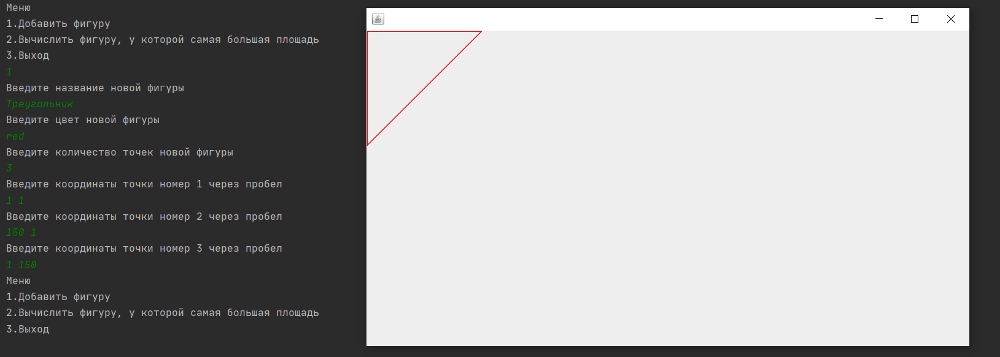 Меню
1.Добавить фигуру
2.Вычислить фигуру, у которой самая большая площадь
3.Выход
1
Введите название новой фигуры
Треугольник
Введите цвет новой фигуры
red
Введите количество точек новой фигуры
3
Введите координаты точки номер 1 через пробел
1 1
Введите координаты точки номер 2 через пробел
150 1
Введите координаты точки номер 3 через пробел
1 150
Меню
1.Добавить фигуру
2.Вычислить фигуру, у которой самая большая площадь
3.Выход